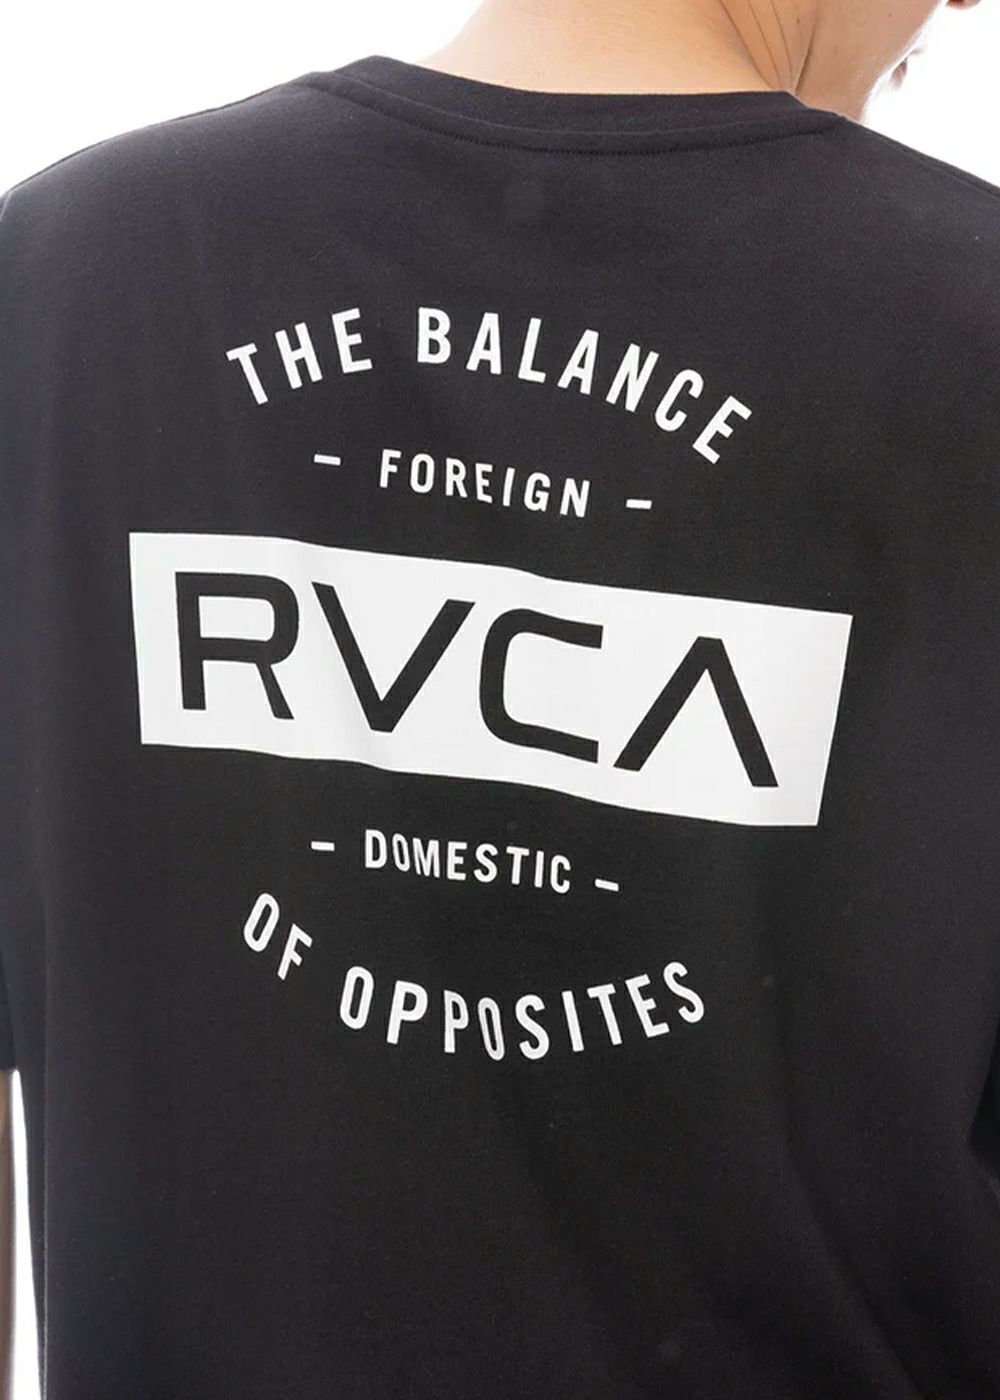 THE BALANCE
– FOREIGN –
RVCA
– DOMESTIC –
OF OPPOSITES